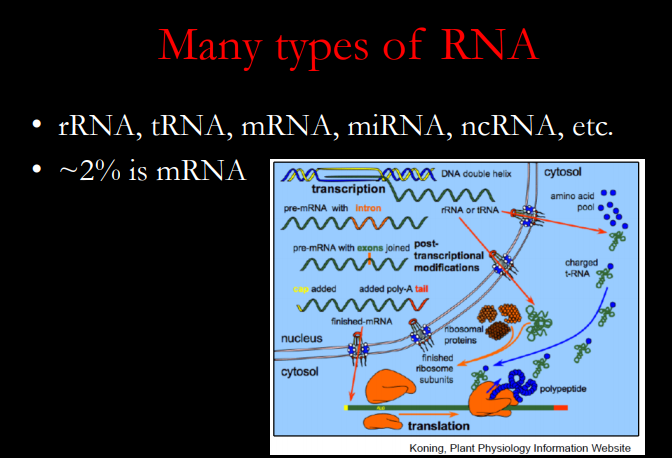 Many types of RNA
• rRNA, tRNA, mRNA, miRNA, ncRNA, etc.
• ~2% is mRNA
DNA double helix
cytosol
transcription
amino acid
pool
pre-mRNA with intron
rRNA or tRNA
pre-mRNA with exons joined
post-
transcriptional
modifications
charged
t-RNA
cap added
added poly-A tail
finished-mRNA
ribosomal
proteins
nucleus
cytosol
finished
ribosome
subunits
polypeptide
translation
Koning, Plant Physiology Information Website